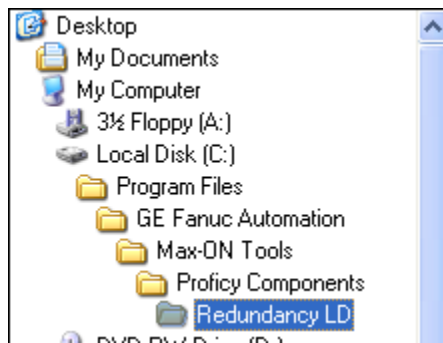 Desktop
My Documents
My Computer
3½ Floppy (A:)
Local Disk (C:)
Program Files
GE Fanuc Automation
Max-ON Tools
Proficy Components
Redundancy LD